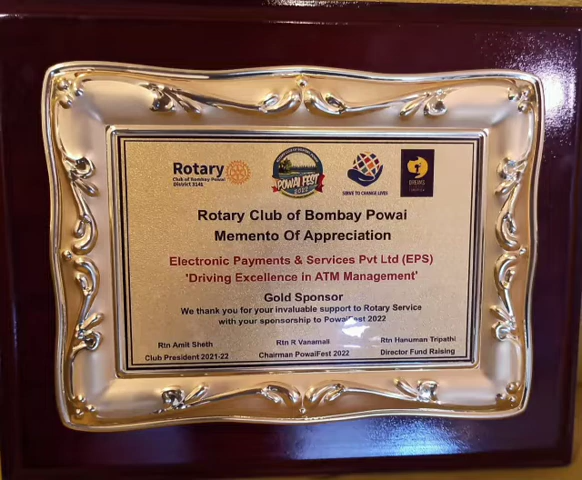 Rotary
Club of Bombay Powai
District 3141
POWAI FEST
2022
SERVE TO CHANGE LIVES
Rotary Club of Bombay Powai
Memento Of Appreciation
Electronic Payments & Services Pvt Ltd (EPS)
'Driving Excellence in ATM Management'
Gold Sponsor
We thank you for your invaluable support to Rotary Service
with your sponsorship to PowaiFest 2022
Rtn Amit Sheth Rtn R Vanamali Rtn Hanuman Tripathi
Club President 2021-22 Chairman PowaiFest 2022 Director Fund Raising